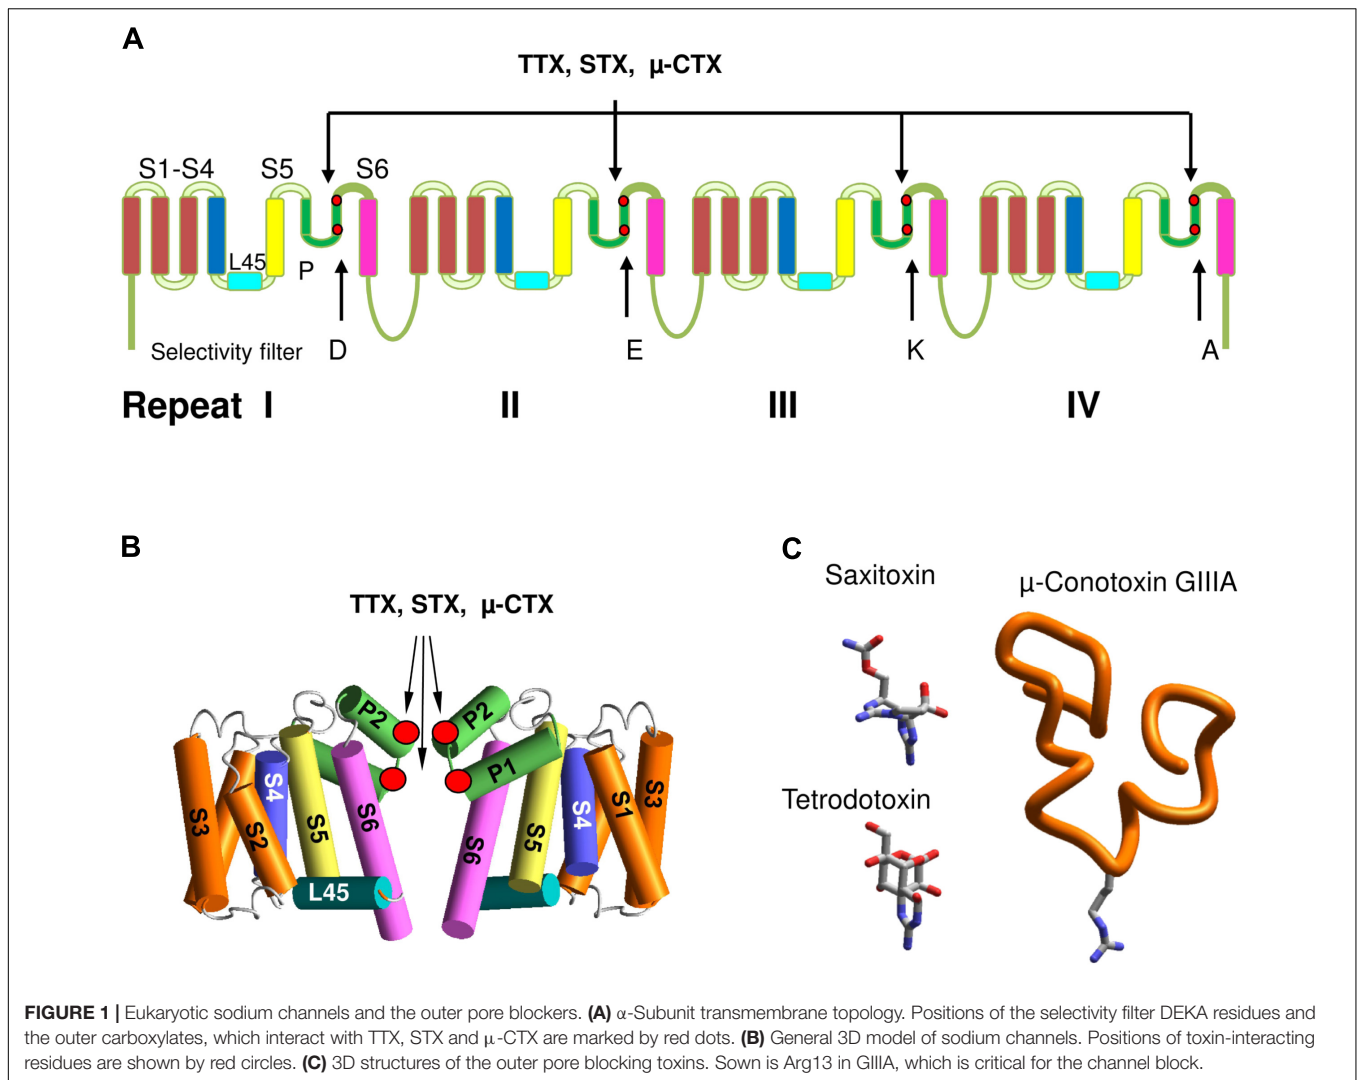 A
TTX, STX, μ-CTX
S1-S4 S5 S6
L45 P
Selectivity filter D E K A
Repeat I II III IV
B
TTX, STX, μ-CTX
P2 P2
P1
S3 S2 S4 S5 S6 S6 S5 S4 S1 S3
L45
C
Saxitoxin
μ-Conotoxin GIIIA
Tetrodotoxin
FIGURE 1 | Eukaryotic sodium channels and the outer pore blockers. (A) α-Subunit transmembrane topology. Positions of the selectivity filter DEKA residues and
the outer carboxylates, which interact with TTX, STX and μ-CTX are marked by red dots. (B) General 3D model of sodium channels. Positions of toxin-interacting
residues are shown by red circles. (C) 3D structures of the outer pore blocking toxins. Sown is Arg13 in GIIIA, which is critical for the channel block.